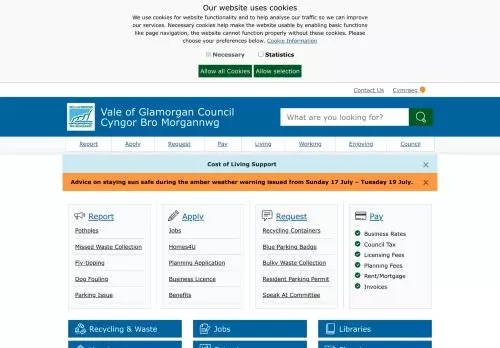 Our website uses cookies
We use cookies for website functionality and to help analyse our traffic so we can improve
our services. Necessary cookies help make the website usable by enabling basic functions
like page navigation, the website cannot function properly without these cookies. Please
choose your preferences below. Cookie Information
Necessary Statistics
Allow all Cookies Allow selection
Contact Us Cymraeg
Vale of Glamorgan Council
Cyngor Bro Morgannwg
What are you looking for?
Report Apply Request Pay Living Working Enjoying Council
Cost of Living Support ×
Advice on staying sun safe during the amber weather warning issued from Sunday 17 July – Tuesday 19 July. ×
Report
Potholes
Missed Waste Collection
Fly-tipping
Dog Fouling
Parking Issue
Apply
Jobs
Homes4U
Planning Application
Business Licence
Benefits
Request
Recycling Containers
Blue Parking Badge
Bulky Waste Collection
Resident Parking Permit
Speak At Committee
Pay
Business Rates
Council Tax
Licensing Fees
Planning Fees
Rent/Mortgage
Invoices
Recycling & Waste
Jobs
Libraries